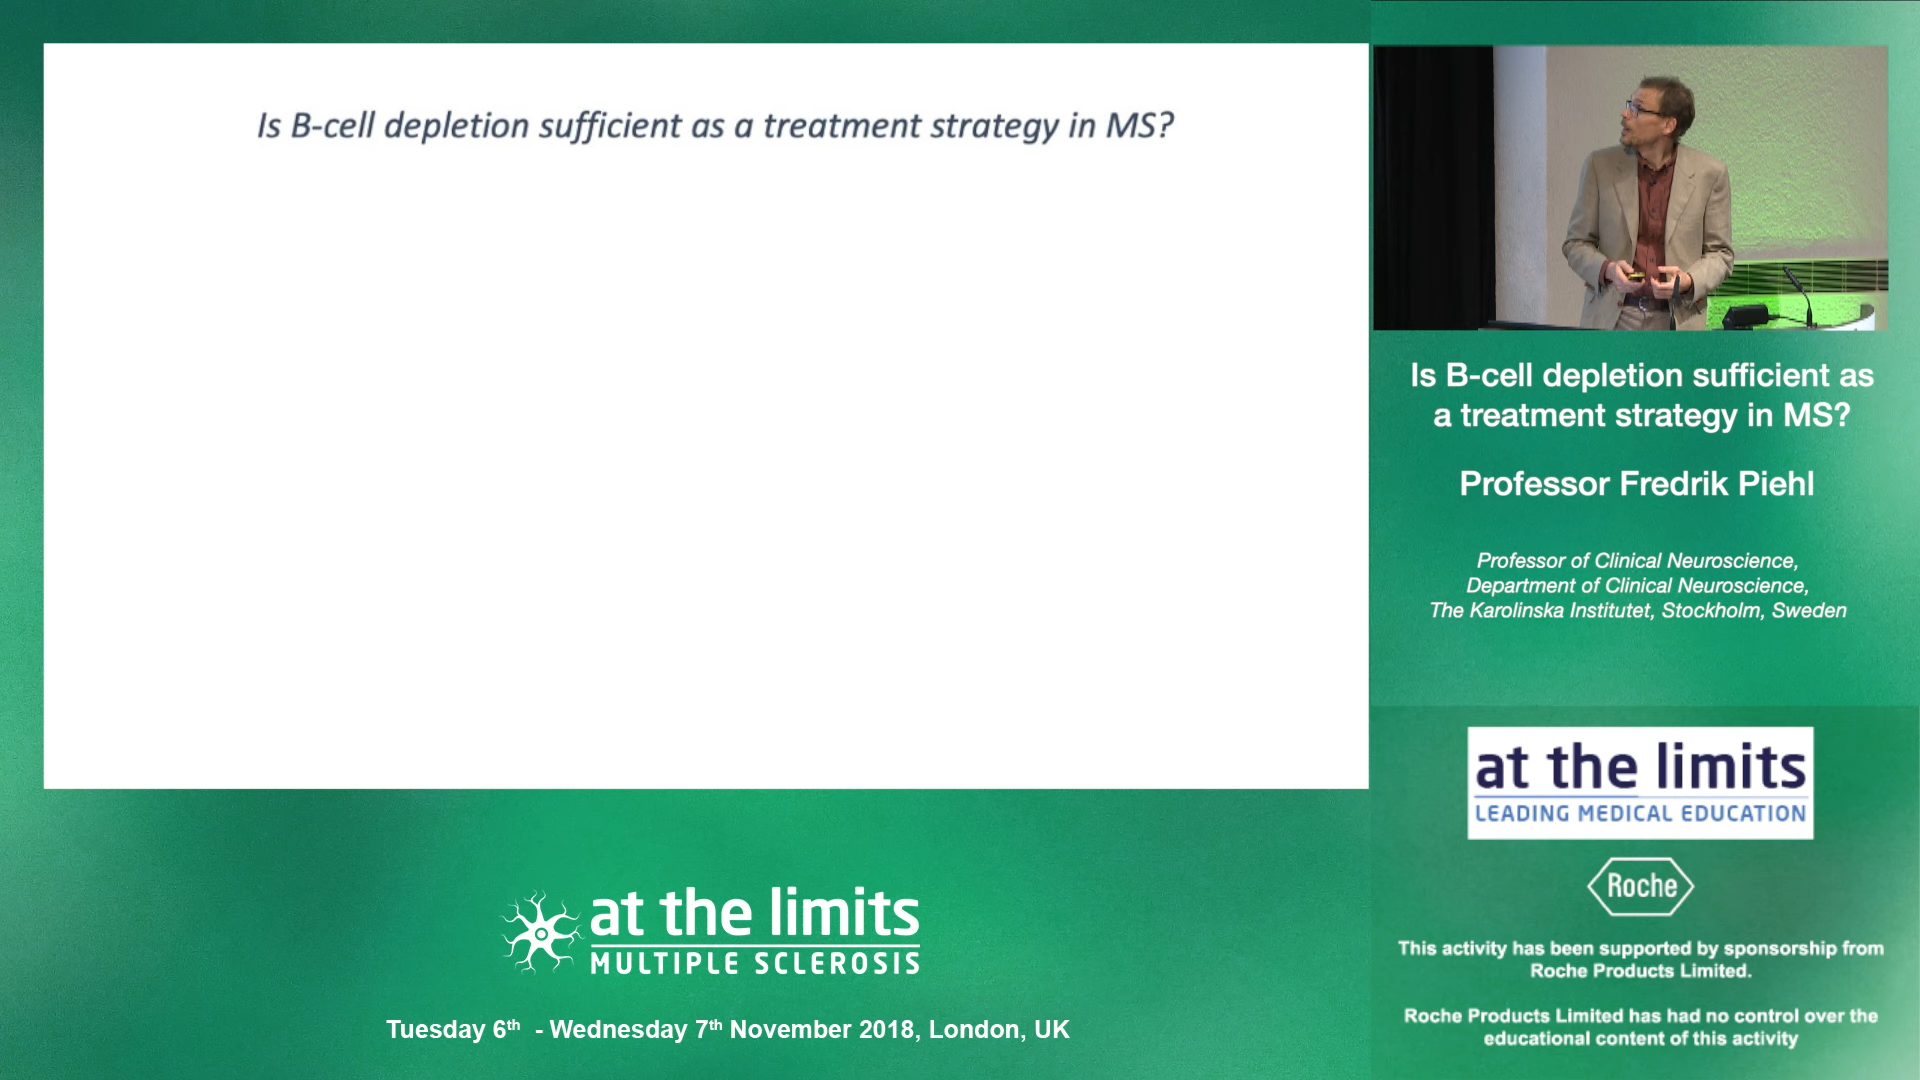 Is B-cell depletion sufficient as a treatment strategy in MS?
Is B-cell depletion sufficient as
a treatment strategy in MS?
Professor Fredrik Piehl
Professor of Clinical Neuroscience,
Department of Clinical Neuroscience,
The Karolinska Institutet, Stockholm, Sweden
at the limits
LEADING MEDICAL EDUCATION
Roche
This activity has been supported by sponsorship from
Roche Products Limited.
Roche Products Limited has had no control over the
educational content of this activity
at the limits
MULTIPLE SCLEROSIS
Tuesday 6th - Wednesday 7th November 2018, London, UK